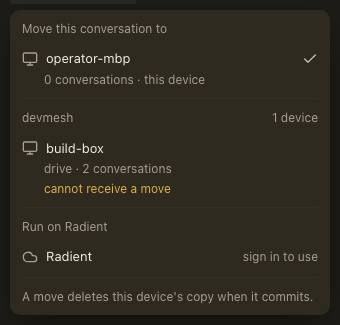 Move this conversation to
operator-mbp
0 conversations · this device
devmesh 1 device
build-box
drive · 2 conversations
cannot receive a move
Run on Radient
Radient sign in to use
A move deletes this device's copy when it commits.